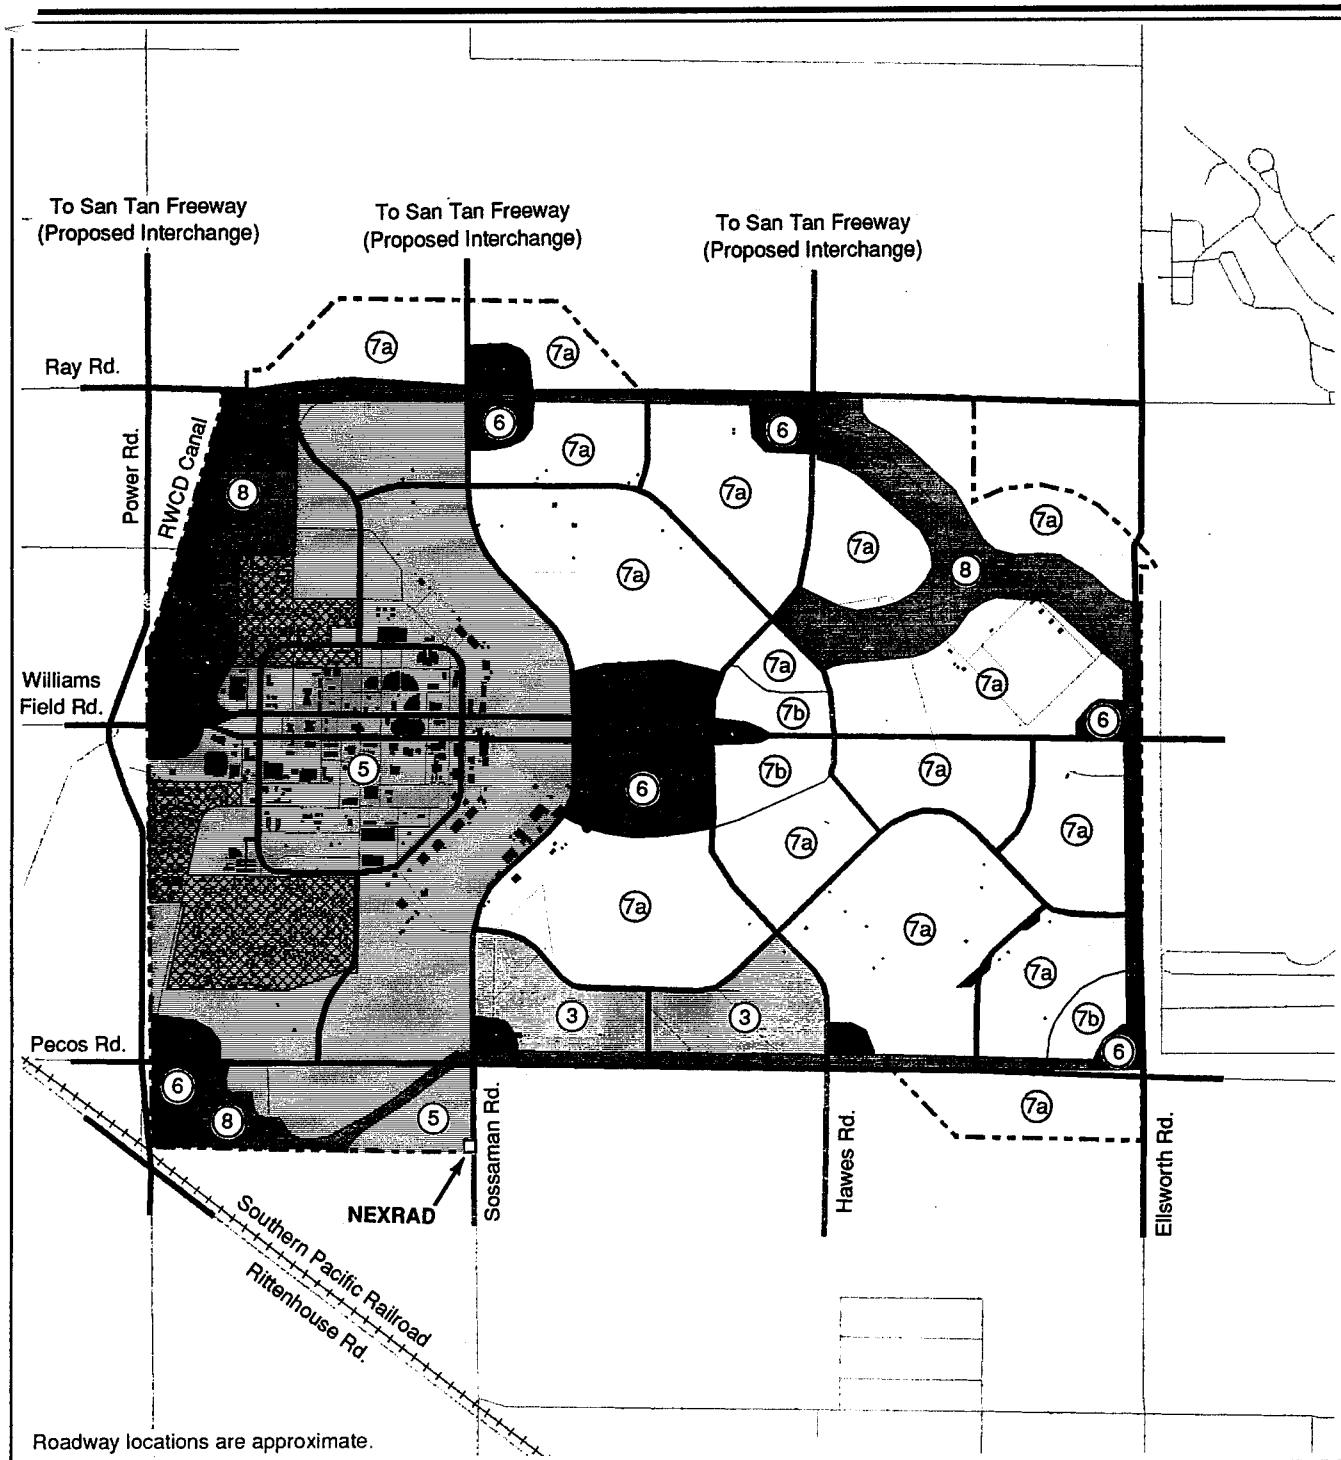 To San Tan Freeway
(Proposed Interchange)
To San Tan Freeway
(Proposed Interchange)
To San Tan Freeway
(Proposed Interchange)
7a
7a
Ray Rd.
6
6
7a
Power Rd.
RWCD Canal
8
7a
7a
7a
7a
8
7a
7a
Williams
Field Rd.
7b
6
5
6
7b
7a
7a
7a
7a
7a
7a
3
3
7b
Pecos Rd.
6
6
8
5
7a
Sossaman Rd.
Hawes Rd.
Ellsworth Rd.
NEXRAD
Southern Pacific Railroad
Rittenhouse Rd.
Roadway locations are approximate.